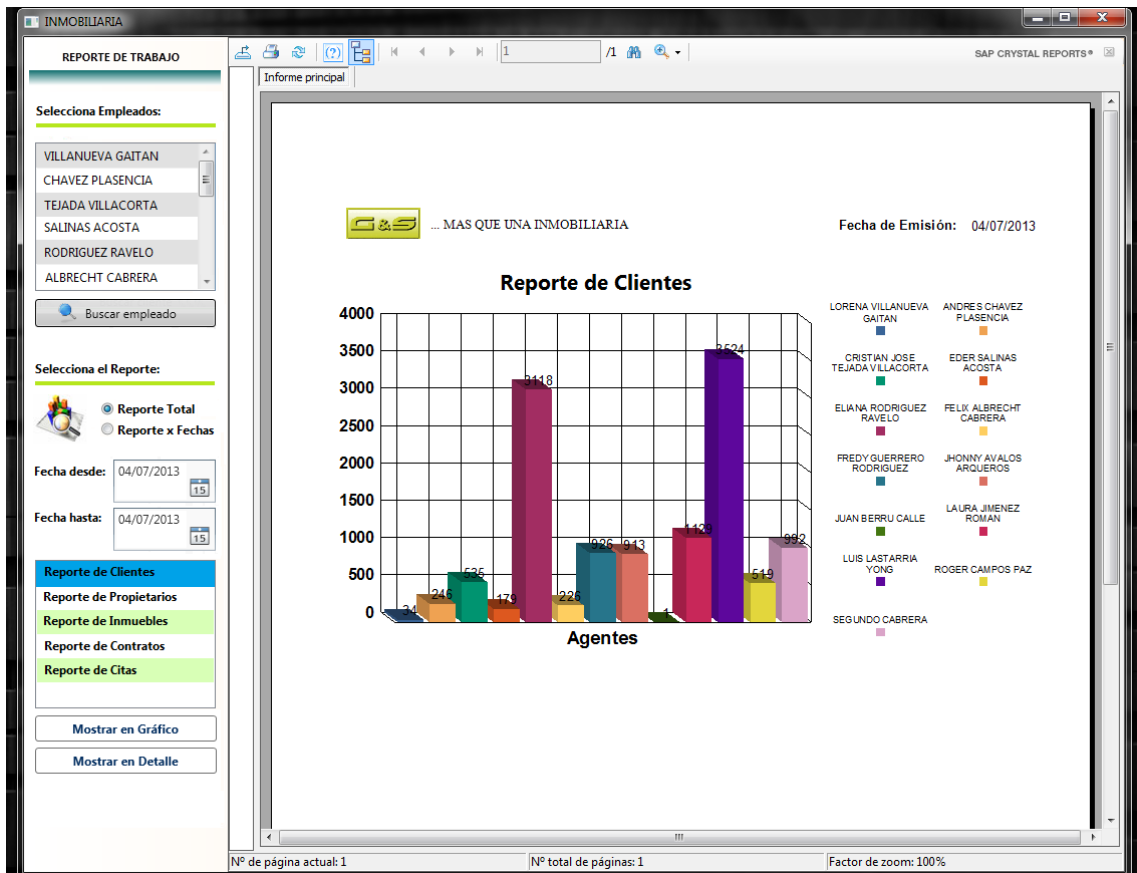 INMOBILIARIA
REPORTE DE TRABAJO
Selecciona Empleados:
VILLANUEVA GAITAN
CHAVEZ PLASENCIA
TEJADA VILLACORTA
SALINAS ACOSTA
RODRIGUEZ RAVELO
ALBRECHT CABRERA
Buscar empleado
Selecciona el Reporte:
Reporte Total
Reporte x Fechas
Fecha desde:
04/07/2013
15
Fecha hasta:
04/07/2013
15
Reporte de Clientes
Reporte de Propietarios
Reporte de Inmuebles
Reporte de Contratos
Reporte de Citas
Mostrar en Gráfico
Mostrar en Detalle
(?)
1
/1
SAP CRYSTAL REPORTS®
Informe principal
G&S
... MAS QUE UNA INMOBILIARIA
Fecha de Emisión: 04/07/2013
Reporte de Clientes
4000
3500
3000
2500
2000
1500
1000
500
0
34
246
535
179
3118
226
926
913
1
1129
3524
519
992
Agentes
LORENA VILLANUEVA
GAITAN
ANDRES CHAVEZ
PLASENCIA
CRISTIAN JOSE
TEJADA VILLACORTA
EDER SALINAS
ACOSTA
ELIANA RODRIGUEZ
RAVELO
FELIX ALBRECHT
CABRERA
FREDY GUERRERO
RODRIGUEZ
JHONNY AVALOS
ARQUEROS
JUAN BERRU CALLE
LAURA JIMENEZ
ROMAN
LUIS LASTARRIA
YONG
ROGER CAMPOS PAZ
SEGUNDO CABRERA
Nº de página actual: 1
Nº total de páginas: 1
Factor de zoom: 100%